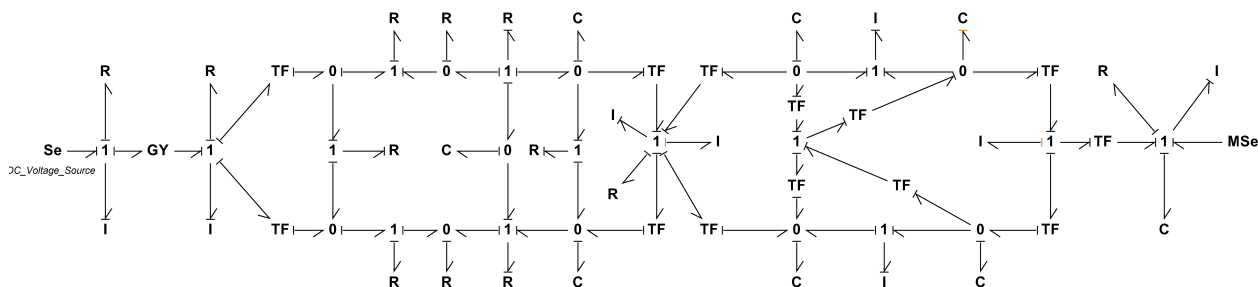 R R R C C I C
R R TF 0 1 0 1 0 TF TF 0 1 0 TF R I
TF TF
I
Se 1 GY 1 1 R C 0 R 1 1 I 1 I 1 TF 1 MSe
DC_Voltage_Source
R TF TF
I I TF 0 1 0 1 0 TF TF 0 1 0 TF C
R R R C C I C